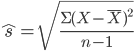 ŝ = √(Σ(X − X̄)² / (n − 1))